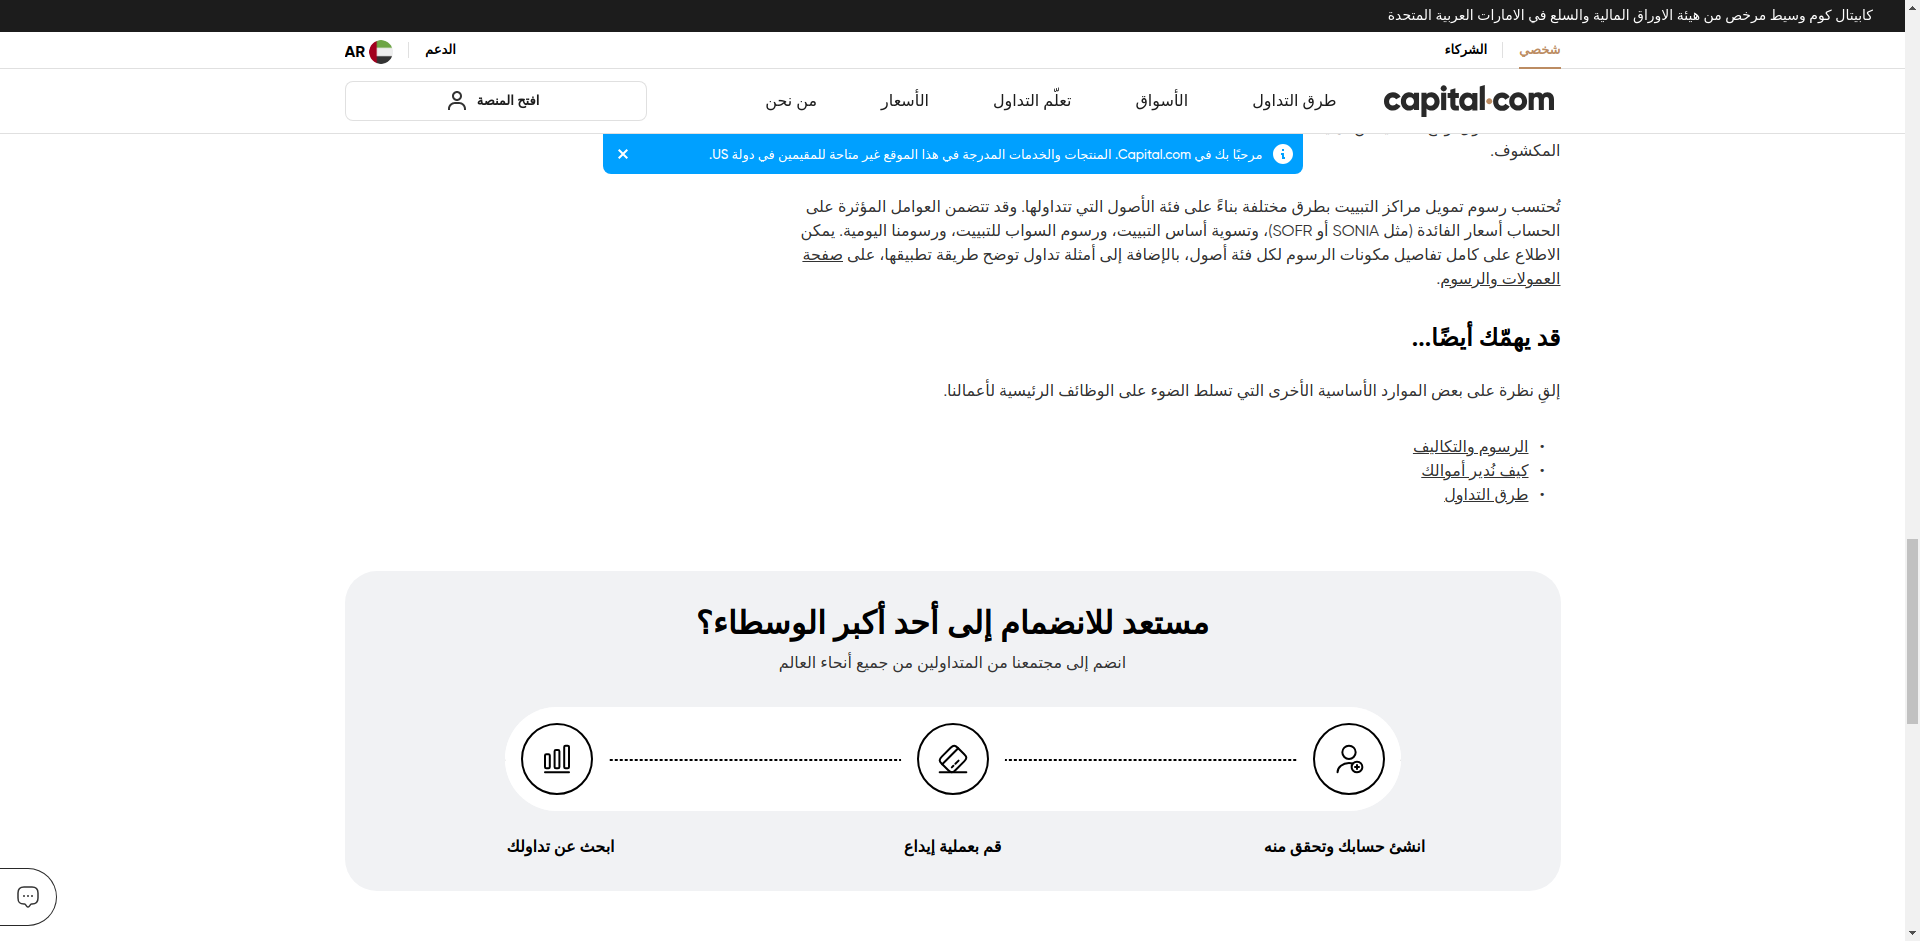 كابيتال كوم وسيط مرخص من هيئة الاوراق المالية والسلع في الامارات العربية المتحدة
شخصي
الشركاء
الدعم
AR
capital.com
طرق التداول
الأسواق
تعلّم التداول
الأسعار
من نحن
افتح المنصة
مرحبًا بك في Capital.com. المنتجات والخدمات المدرجة في هذا الموقع غير متاحة للمقيمين في دولة US.
المكشوف.
تُحتسب رسوم تمويل مراكز التبييت بطرق مختلفة بناءً على فئة الأصول التي تتداولها. وقد تتضمن العوامل المؤثرة على
الحساب أسعار الفائدة (مثل SONIA أو SOFR)، وتسوية أساس التبييت، ورسوم السواب للتبييت، ورسومنا اليومية. يمكن
الاطلاع على كامل تفاصيل مكونات الرسوم لكل فئة أصول، بالإضافة إلى أمثلة تداول توضح طريقة تطبيقها، على صفحة
العمولات والرسوم.
قد يهمّك أيضًا...
إلقِ نظرة على بعض الموارد الأساسية الأخرى التي تسلط الضوء على الوظائف الرئيسية لأعمالنا.
• الرسوم والتكاليف
• كيف نُدير أموالك
• طرق التداول
مستعد للانضمام إلى أحد أكبر الوسطاء؟
انضم إلى مجتمعنا من المتداولين من جميع أنحاء العالم
انشئ حسابك وتحقق منه
قم بعملية إيداع
ابحث عن تداولك